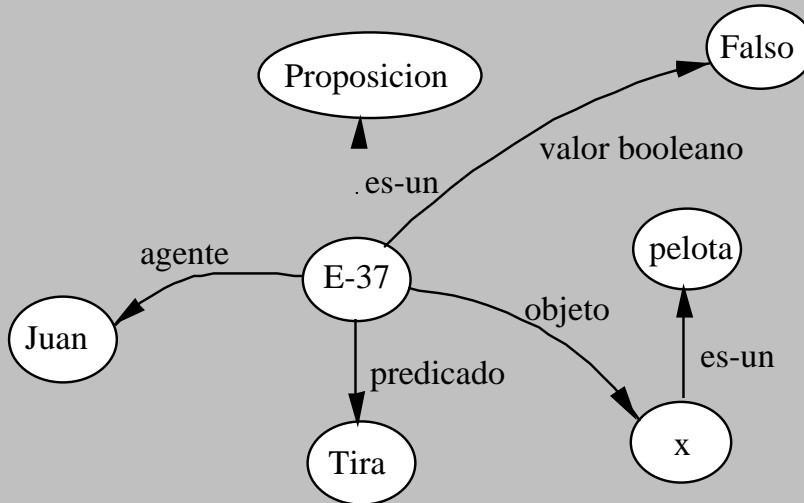 Falso
Proposicion
valor booleano
es-un
agente
E-37
pelota
objeto
Juan
predicado
es-un
x
Tira